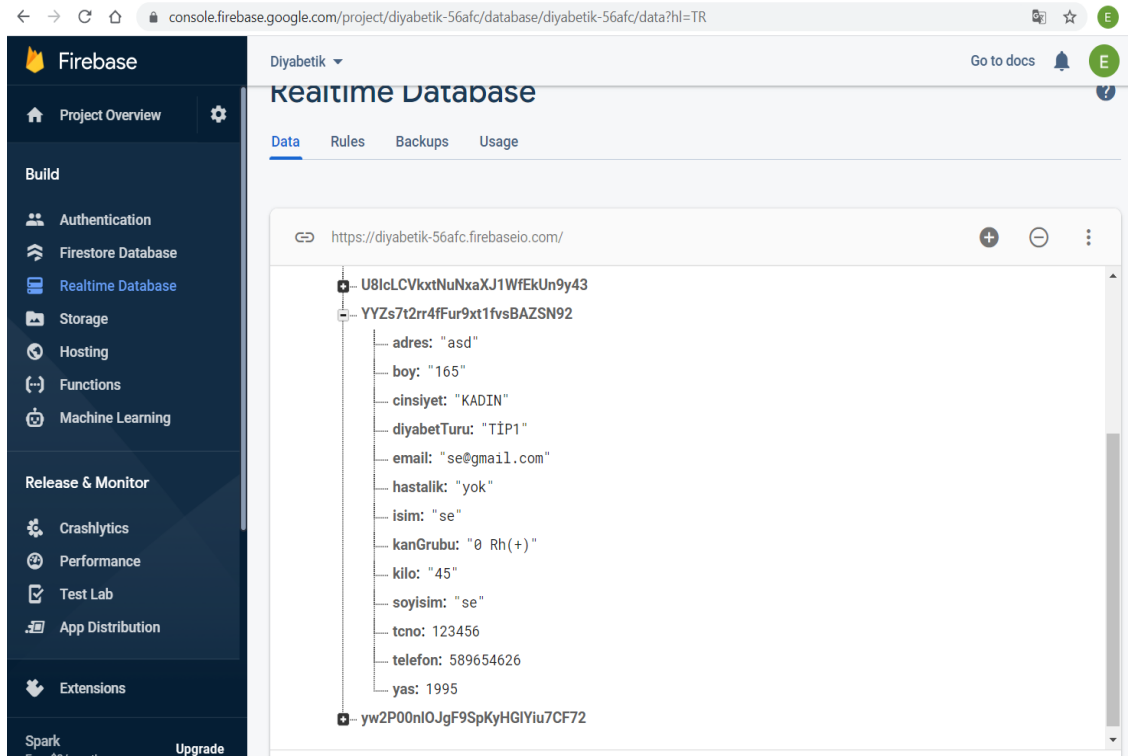 console.firebase.google.com/project/diyabetik-56afc/database/diyabetik-56afc/data?hl=TR
E
Firebase
Diyabetik
Go to docs
E
Project Overview
Realtime Database
?
Data Rules Backups Usage
Build
Authentication
Firestore Database
Realtime Database
Storage
Hosting
Functions
Machine Learning
Release & Monitor
Crashlytics
Performance
Test Lab
App Distribution
Extensions
Spark
Upgrade
https://diyabetik-56afc.firebaseio.com/
U8IcLCVkxtNuNxaXJ1WfEkUn9y43
YYZs7t2rr4fFur9xt1fvsBAZSN92
adres: "asd"
boy: "165"
cinsiyet: "KADIN"
diyabetTuru: "TİP1"
email: "se@gmail.com"
hastalik: "yok"
isim: "se"
kanGrubu: "0 Rh(+)"
kilo: "45"
soyisim: "se"
tcno: 123456
telefon: 589654626
yas: 1995
yw2P00nIOJgF9SpKyHGlYiu7CF72